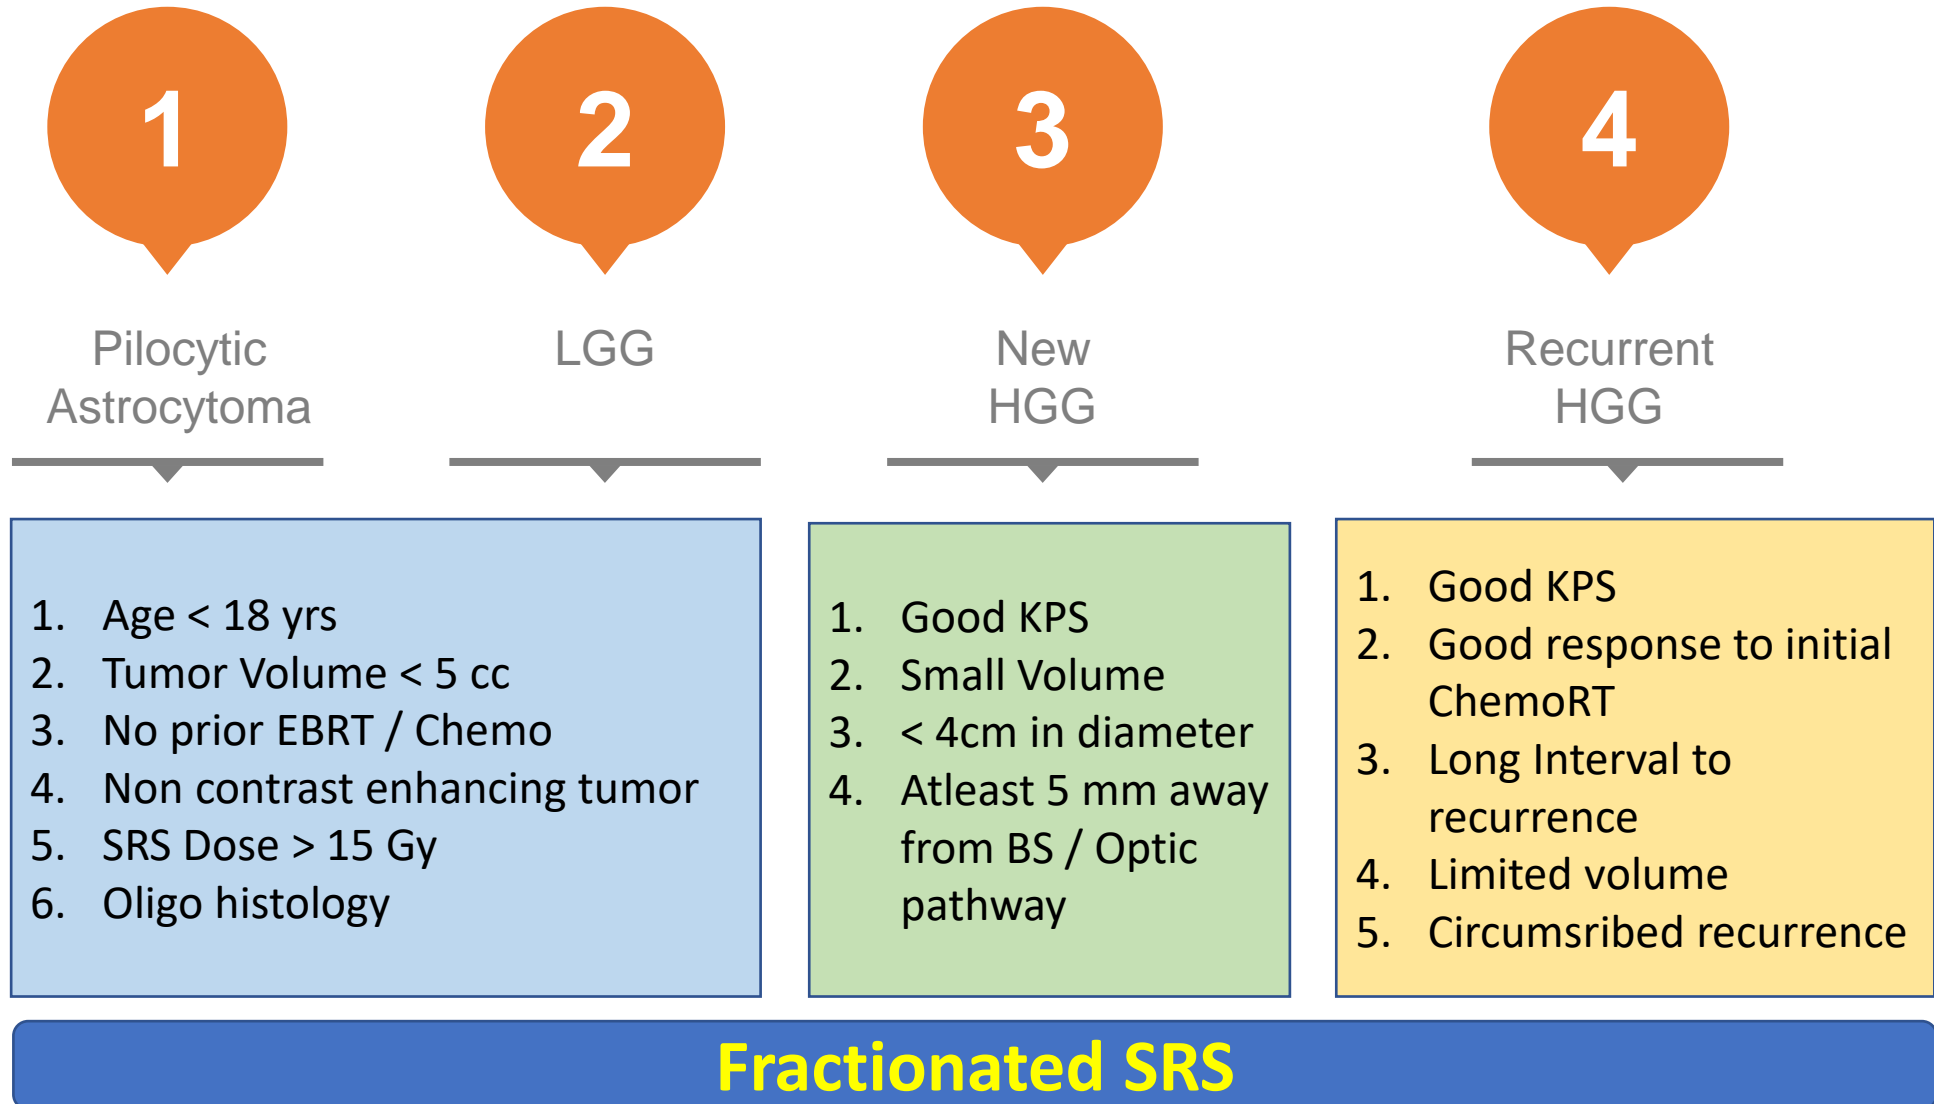 1
2
3
4
Pilocytic
Astrocytoma
LGG
New
HGG
Recurrent
HGG
1. Age < 18 yrs
2. Tumor Volume < 5 cc
3. No prior EBRT / Chemo
4. Non contrast enhancing tumor
5. SRS Dose > 15 Gy
6. Oligo histology
1. Good KPS
2. Small Volume
3. < 4cm in diameter
4. Atleast 5 mm away
from BS / Optic
pathway
1. Good KPS
2. Good response to initial
ChemoRT
3. Long Interval to
recurrence
4. Limited volume
5. Circumsribed recurrence
Fractionated SRS